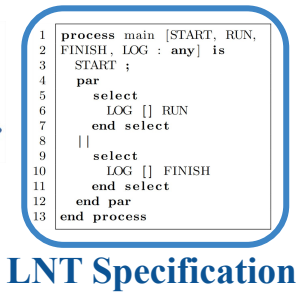 1 process main [START, RUN,
2 FINISH, LOG : any] is
3 START ;
4 par
5 select
6 LOG [] RUN
7 end select
8 ||
9 select
10 LOG [] FINISH
11 end select
12 end par
13 end process
LNT Specification